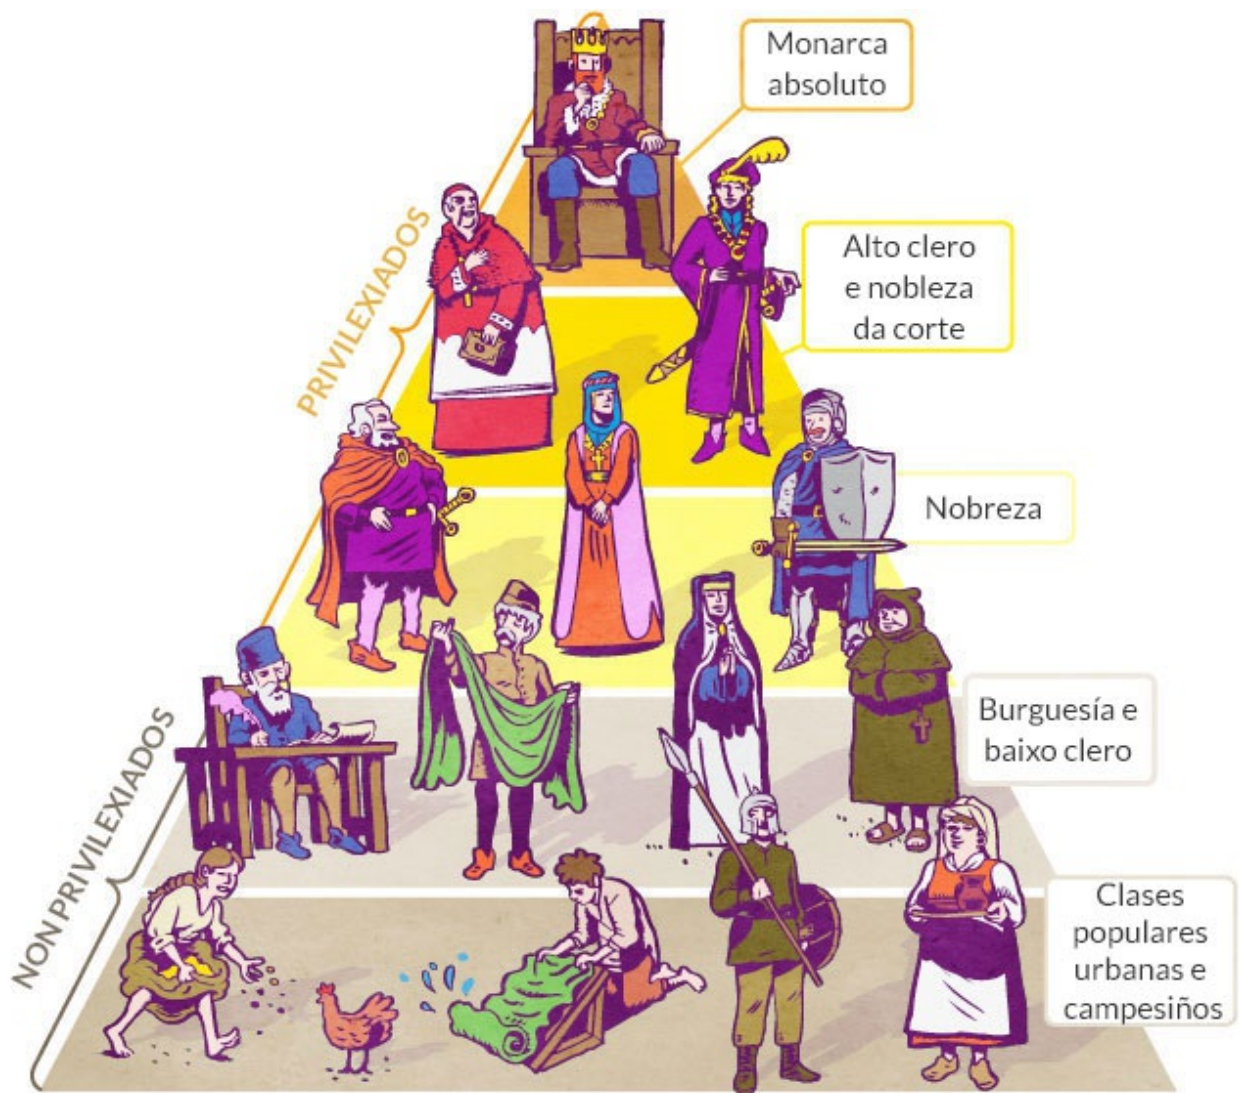 Monarca
absoluto
PRIVILEXIADOS
Alto clero
e nobleza
da corte
Nobreza
Burguesía e
baixo clero
NON PRIVILEXIADOS
Clases
populares
urbanas e
campesiños